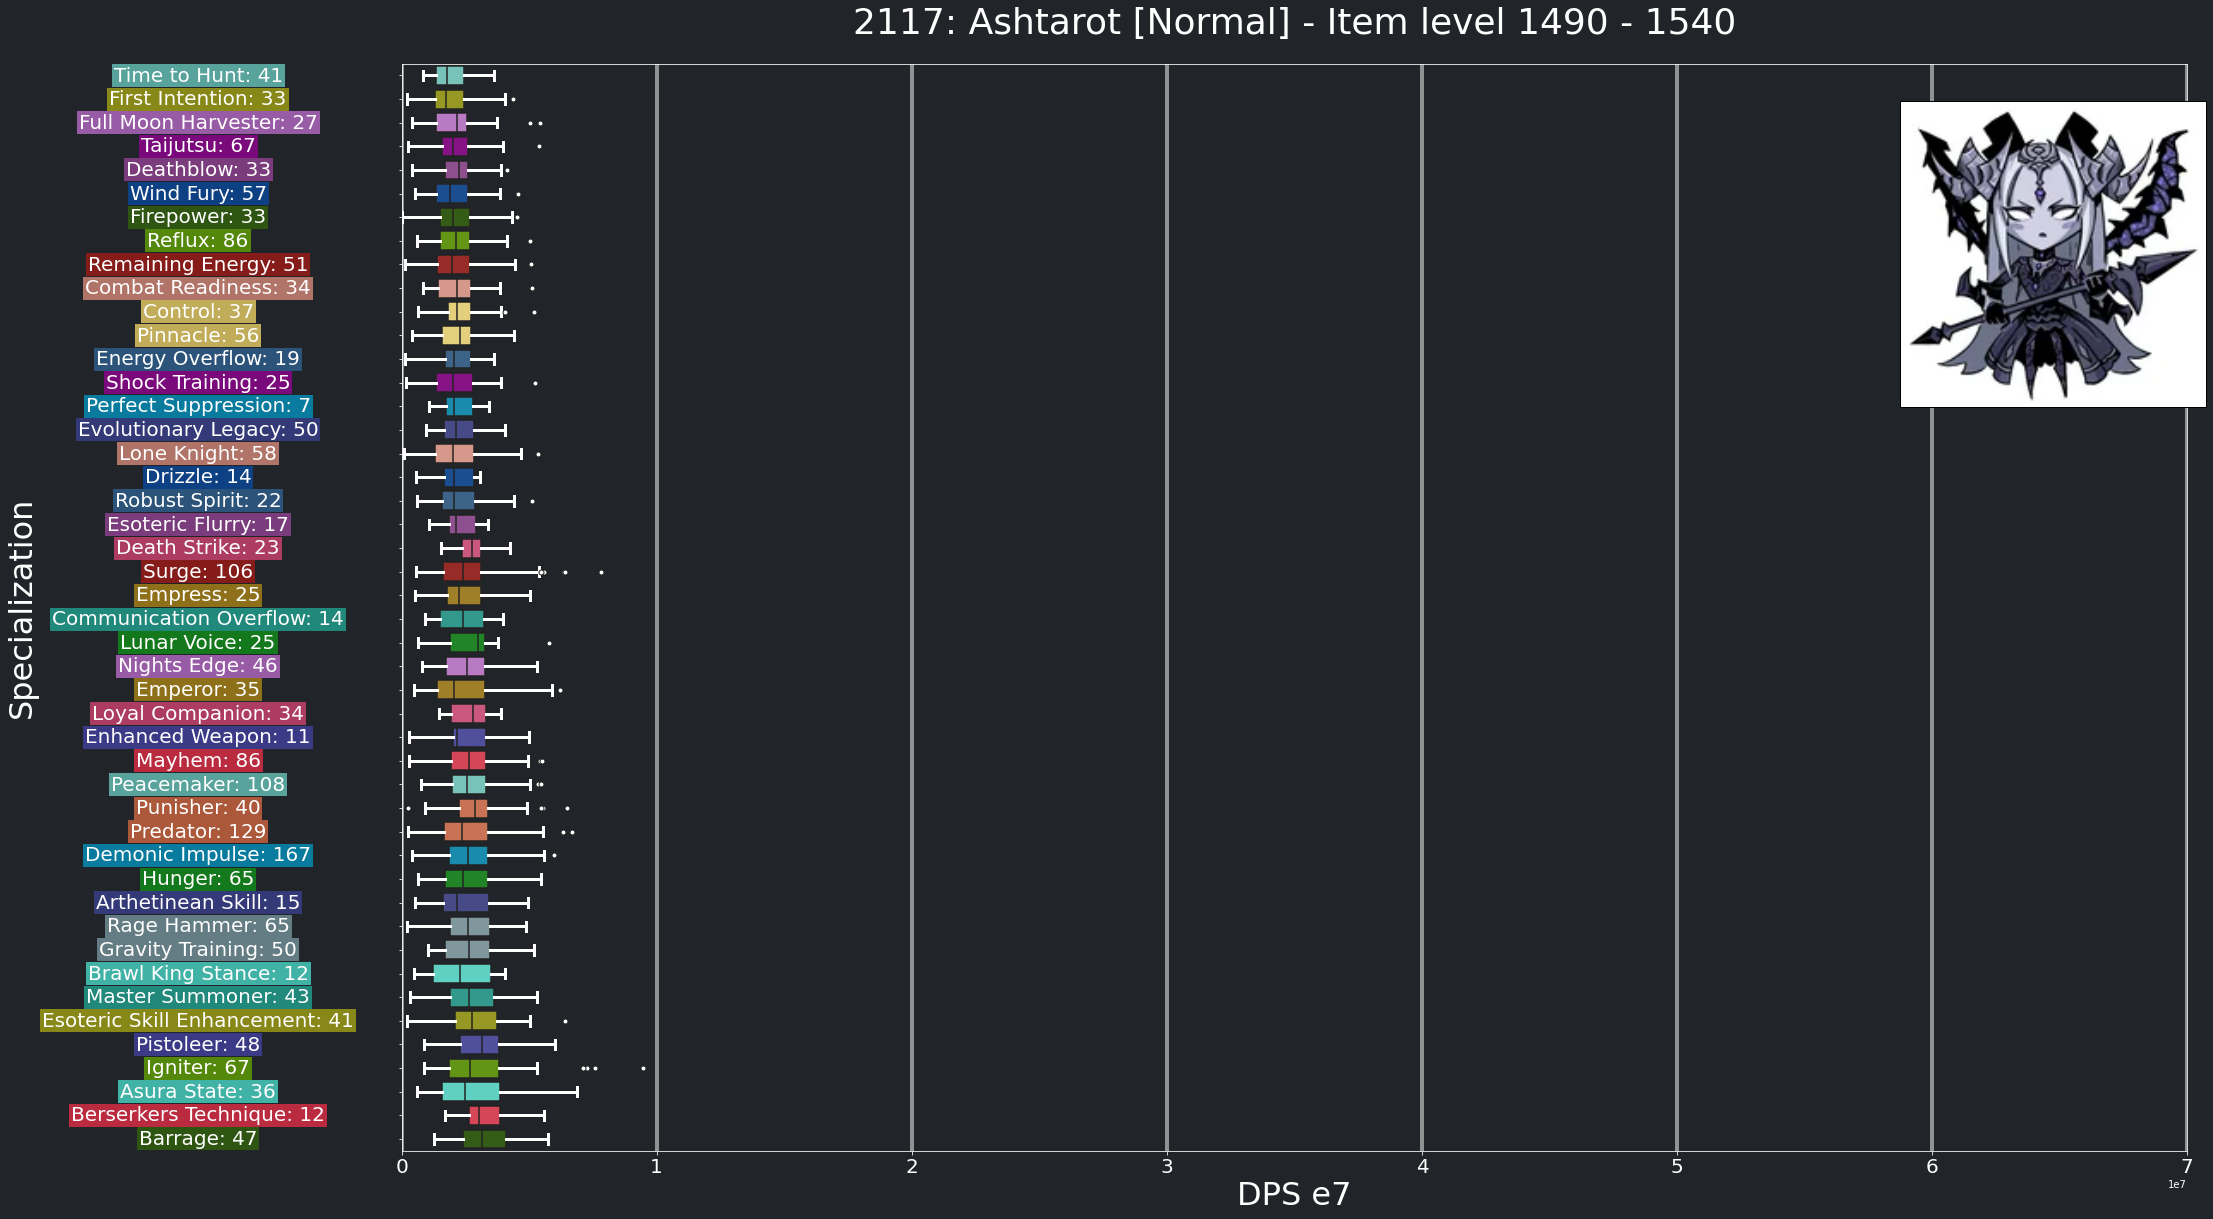 2117: Ashtarot [Normal] - Item level 1490 - 1540
Specialization
Time to Hunt: 41
First Intention: 33
Full Moon Harvester: 27
Taijutsu: 67
Deathblow: 33
Wind Fury: 57
Firepower: 33
Reflux: 86
Remaining Energy: 51
Combat Readiness: 34
Control: 37
Pinnacle: 56
Energy Overflow: 19
Shock Training: 25
Perfect Suppression: 7
Evolutionary Legacy: 50
Lone Knight: 58
Drizzle: 14
Robust Spirit: 22
Esoteric Flurry: 17
Death Strike: 23
Surge: 106
Empress: 25
Communication Overflow: 14
Lunar Voice: 25
Nights Edge: 46
Emperor: 35
Loyal Companion: 34
Enhanced Weapon: 11
Mayhem: 86
Peacemaker: 108
Punisher: 40
Predator: 129
Demonic Impulse: 167
Hunger: 65
Arthetinean Skill: 15
Rage Hammer: 65
Gravity Training: 50
Brawl King Stance: 12
Master Summoner: 43
Esoteric Skill Enhancement: 41
Pistoleer: 48
Igniter: 67
Asura State: 36
Berserkers Technique: 12
Barrage: 47
0 1 2 3 4 5 6 7
1e7
DPS e7